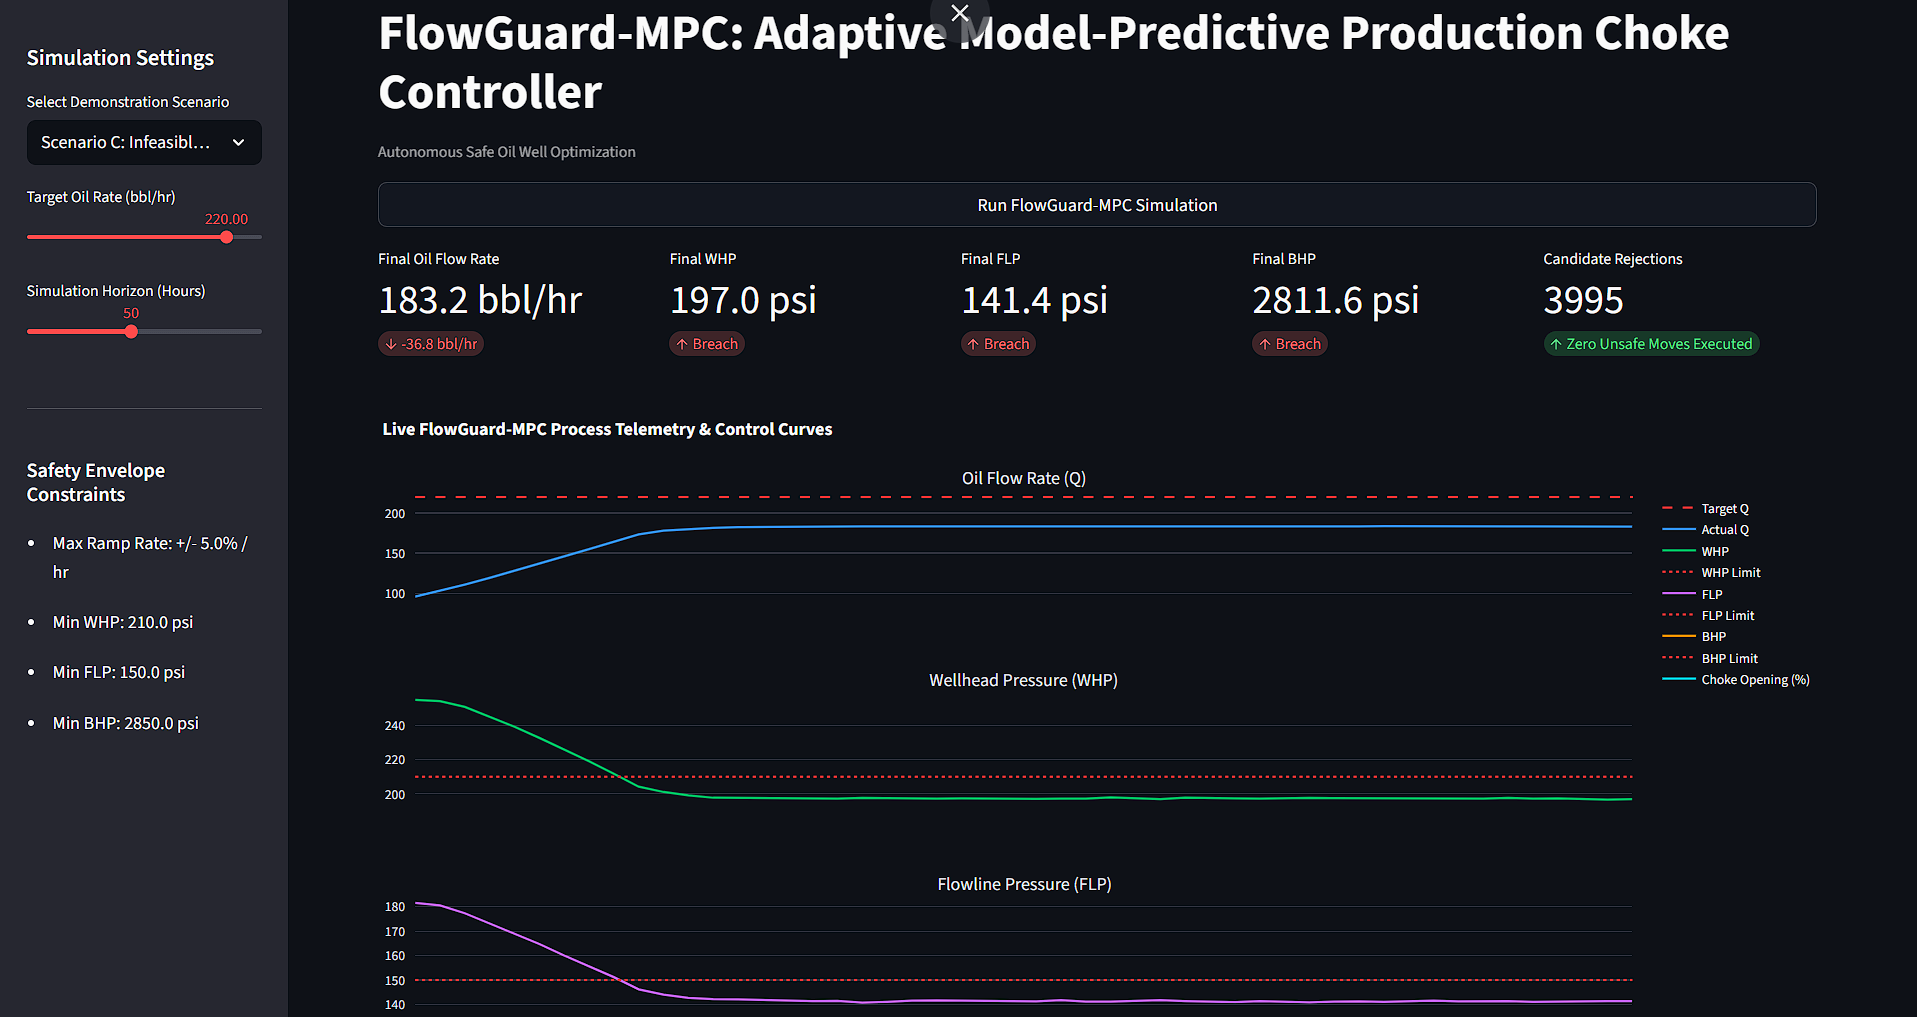 Simulation Settings
Select Demonstration Scenario
Scenario C: Infeasibl...
Target Oil Rate (bbl/hr)
220.00
Simulation Horizon (Hours)
50
Safety Envelope
Constraints
Max Ramp Rate: +/- 5.0% /
hr
Min WHP: 210.0 psi
Min FLP: 150.0 psi
Min BHP: 2850.0 psi
FlowGuard-MPC: Adaptive Model-Predictive Production Choke
Controller
Autonomous Safe Oil Well Optimization
Run FlowGuard-MPC Simulation
Final Oil Flow Rate
183.2 bbl/hr
↓ -36.8 bbl/hr
Final WHP
197.0 psi
↑ Breach
Final FLP
141.4 psi
↑ Breach
Final BHP
2811.6 psi
↑ Breach
Candidate Rejections
3995
↑ Zero Unsafe Moves Executed
Live FlowGuard-MPC Process Telemetry & Control Curves
Oil Flow Rate (Q)
200
150
100
Target Q
Actual Q
WHP
WHP Limit
FLP
FLP Limit
BHP
BHP Limit
Choke Opening (%)
Wellhead Pressure (WHP)
240
220
200
Flowline Pressure (FLP)
180
170
160
150
140